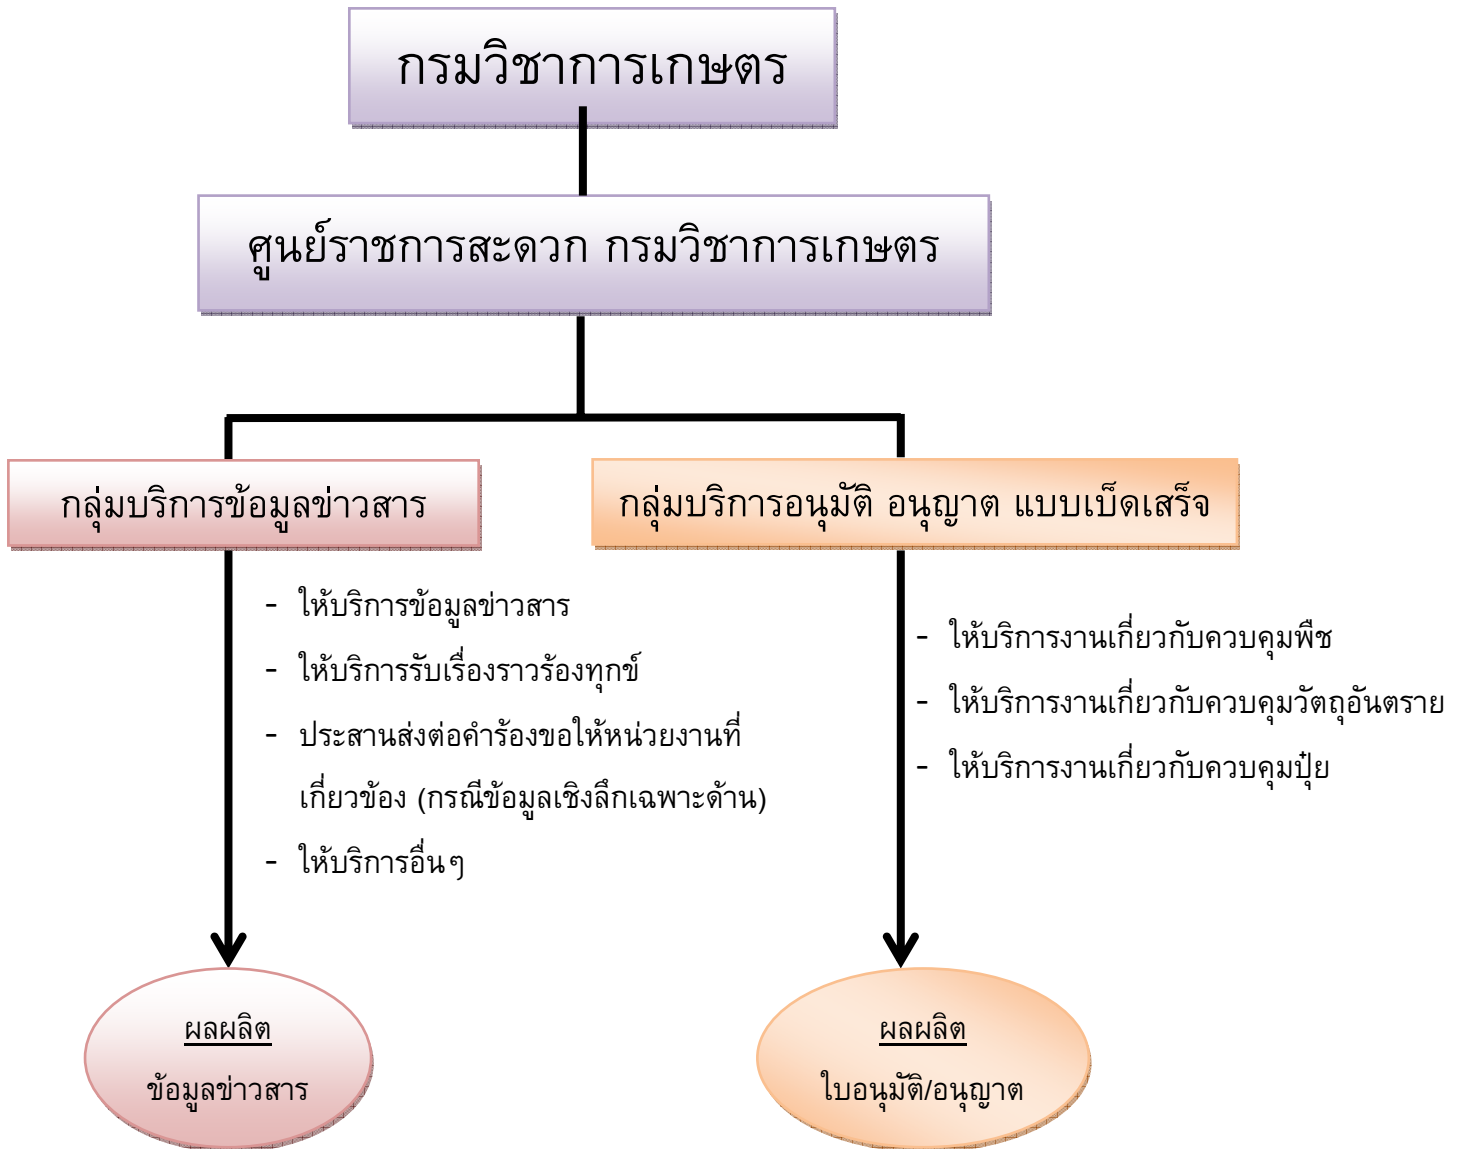 กรมวิชาการเกษตร
ศูนย์ราชการสะดวก กรมวิชาการเกษตร
กลุ่มบริการข้อมูลข่าวสาร
- ให้บริการข้อมูลข่าวสาร
- ให้บริการรับเรื่องราวร้องทุกข์
- ประสานส่งต่อคำร้องขอให้หน่วยงานที่
เกี่ยวข้อง (กรณีข้อมูลเชิงลึกเฉพาะด้าน)
- ให้บริการอื่นๆ
ผลผลิต
ข้อมูลข่าวสาร
กลุ่มบริการอนุมัติ อนุญาต แบบเบ็ดเสร็จ
- ให้บริการงานเกี่ยวกับควบคุมพืช
- ให้บริการงานเกี่ยวกับควบคุมวัตถุอันตราย
- ให้บริการงานเกี่ยวกับควบคุมปุ๋ย
ผลผลิต
ใบอนุมัติ/อนุญาต